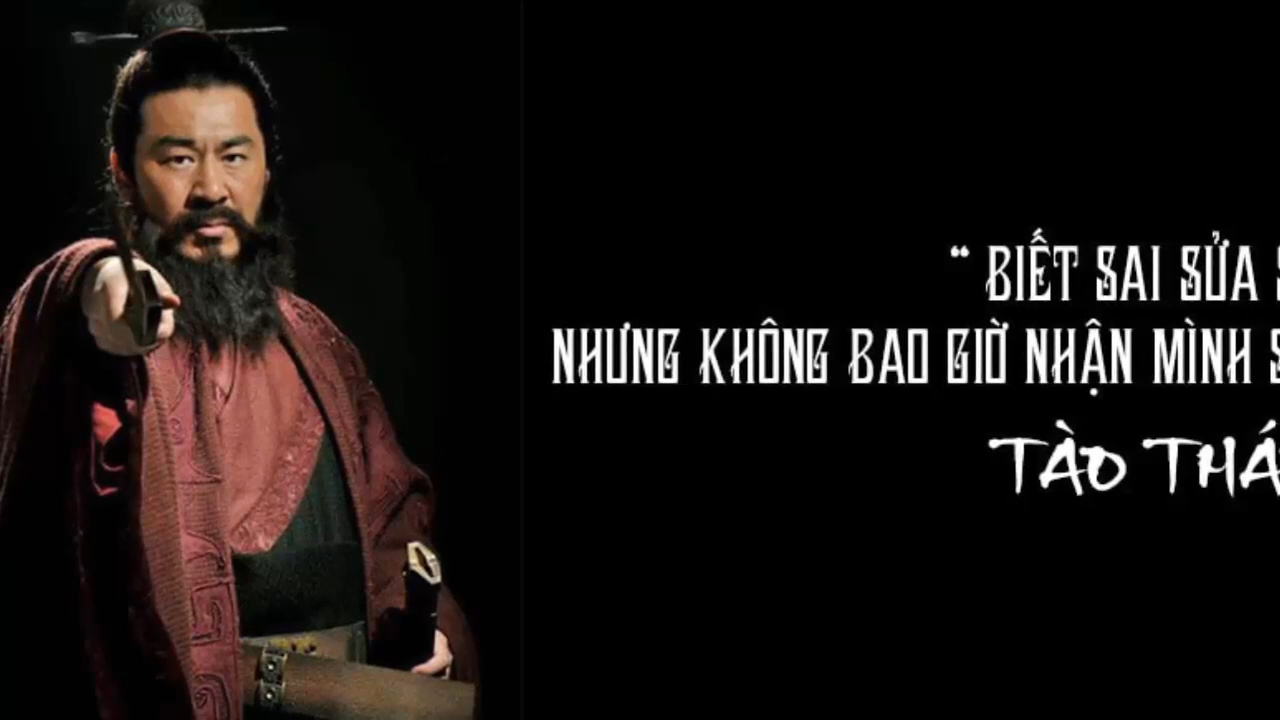 “ BIẾT SAI SỬA
NHƯNG KHÔNG BAO GIỜ NHẬN MÌNH
TÀO